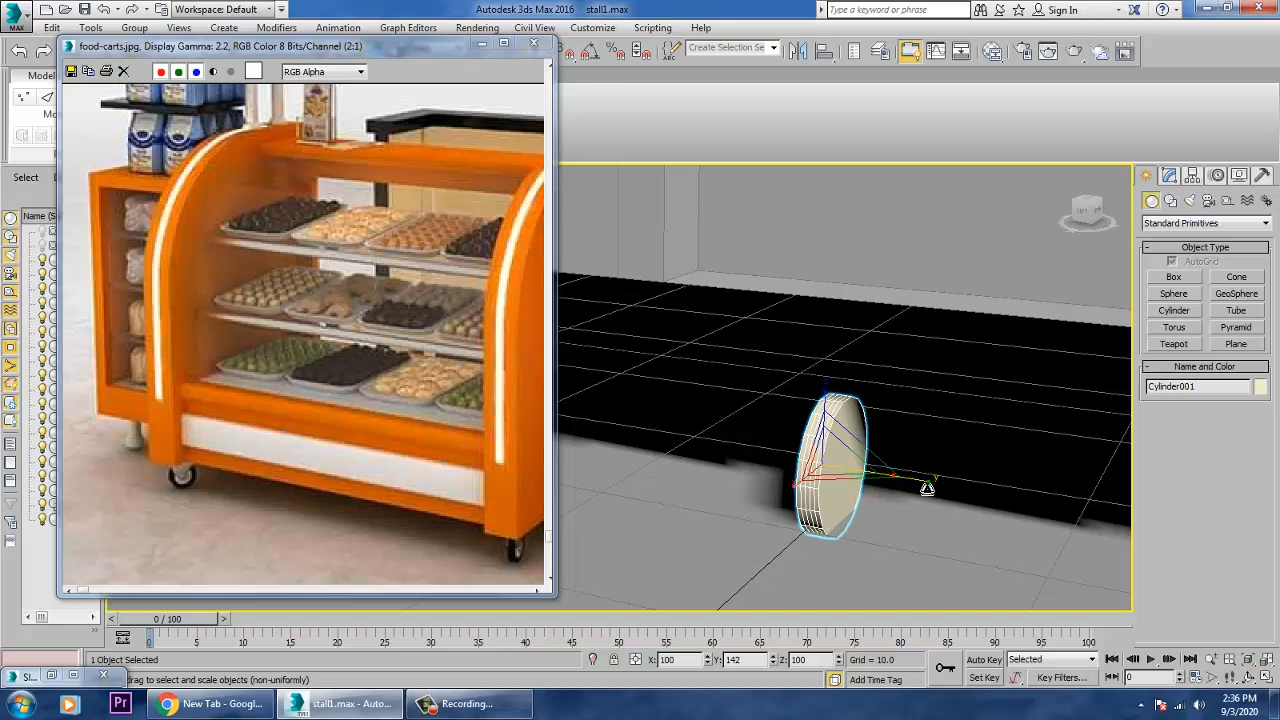 Workspace: Default
Autodesk 3ds Max 2016
stall1.max
Type a keyword or phrase
Sign In
MAX
Edit
Tools
Group
Views
Create
Modifiers
Animation
Graph Editors
Rendering
Civil View
Customize
Scripting
Help
food-carts.jpg, Display Gamma: 2.2, RGB Color 8 Bits/Channel (2:1)
Create Selection Se
RGB Alpha
Select
Name (S
Standard Primitives
Object Type
AutoGrid
Box
Cone
Sphere
GeoSphere
Cylinder
Tube
Torus
Pyramid
Teapot
Plane
Name and Color
Cylinder001
0 / 100
0
5
10
15
20
25
30
35
40
45
50
55
60
65
70
75
80
85
90
95
100
1 Object Selected
X: 100
Y: 142
Z: 100
Grid = 10.0
Auto Key
Selected
drag to select and scale objects (non-uniformly)
Add Time Tag
Set Key
Key Filters...
0
New Tab - Googl...
stall1.max - Auto...
Recording...
2:36 PM
9/3/2020